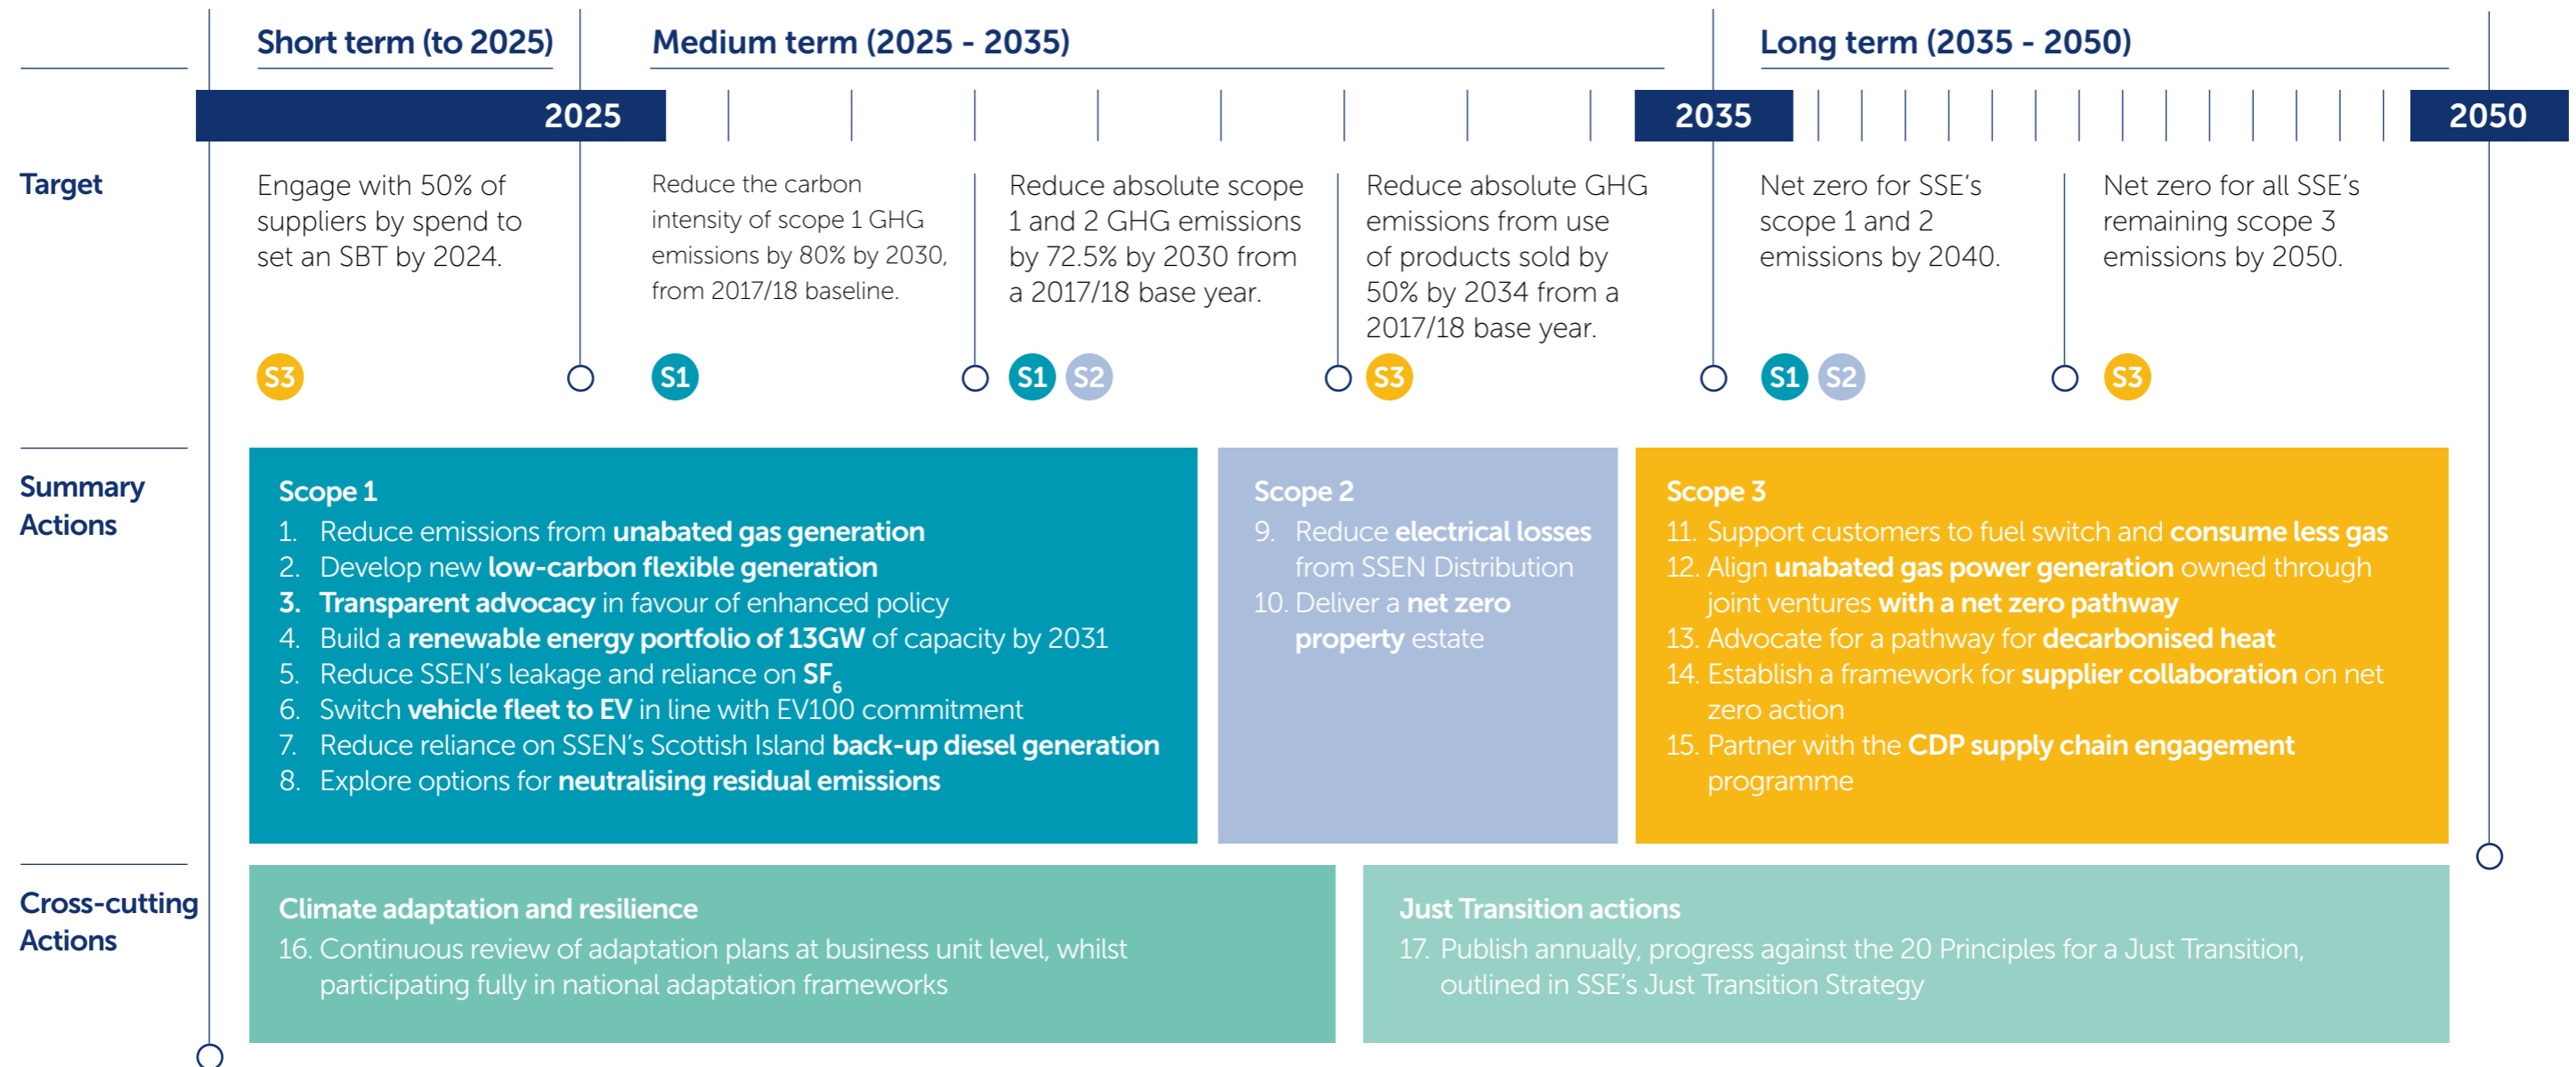 Short term (to 2025)
Medium term (2025 - 2035)
Long term (2035 - 2050)
2025
2035
2050
Target
Engage with 50% of
suppliers by spend to
set an SBT by 2024.
S3
Reduce the carbon
intensity of scope 1 GHG
emissions by 80% by 2030,
from 2017/18 baseline.
S1
Reduce absolute scope
1 and 2 GHG emissions
by 72.5% by 2030 from
a 2017/18 base year.
S1 S2
Reduce absolute GHG
emissions from use
of products sold by
50% by 2034 from a
2017/18 base year.
S3
Net zero for SSE’s
scope 1 and 2
emissions by 2040.
S1 S2
Net zero for all SSE’s
remaining scope 3
emissions by 2050.
S3
Summary
Actions
Scope 1
1. Reduce emissions from unabated gas generation
2. Develop new low-carbon flexible generation
3. Transparent advocacy in favour of enhanced policy
4. Build a renewable energy portfolio of 13GW of capacity by 2031
5. Reduce SSEN’s leakage and reliance on SF₆
6. Switch vehicle fleet to EV in line with EV100 commitment
7. Reduce reliance on SSEN’s Scottish Island back-up diesel generation
8. Explore options for neutralising residual emissions
Scope 2
9. Reduce electrical losses
from SSEN Distribution
10. Deliver a net zero
property estate
Scope 3
11. Support customers to fuel switch and consume less gas
12. Align unabated gas power generation owned through
joint ventures with a net zero pathway
13. Advocate for a pathway for decarbonised heat
14. Establish a framework for supplier collaboration on net
zero action
15. Partner with the CDP supply chain engagement
programme
Cross-cutting
Actions
Climate adaptation and resilience
16. Continuous review of adaptation plans at business unit level, whilst
participating fully in national adaptation frameworks
Just Transition actions
17. Publish annually, progress against the 20 Principles for a Just Transition,
outlined in SSE’s Just Transition Strategy